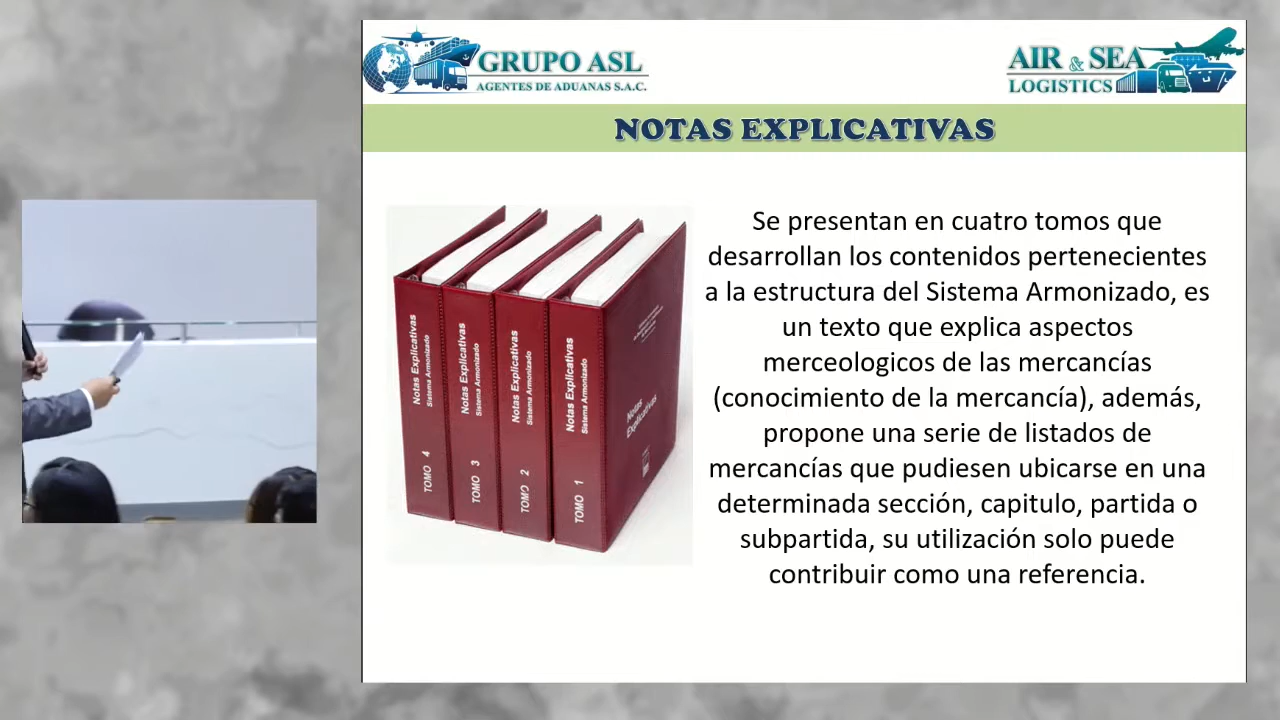 GRUPO ASL
AGENTES DE ADUANAS S.A.C.
AIR & SEA
LOGISTICS
NOTAS EXPLICATIVAS
Notas Explicativas
Sistema Armonizado
TOMO 4
Notas Explicativas
Sistema Armonizado
TOMO 3
Notas Explicativas
Sistema Armonizado
TOMO 2
Notas Explicativas
Sistema Armonizado
TOMO 1
Notas
Explicativas
Se presentan en cuatro tomos que
desarrollan los contenidos pertenecientes
a la estructura del Sistema Armonizado, es
un texto que explica aspectos
merceologicos de las mercancías
(conocimiento de la mercancía), además,
propone una serie de listados de
mercancías que pudiesen ubicarse en una
determinada sección, capitulo, partida o
subpartida, su utilización solo puede
contribuir como una referencia.